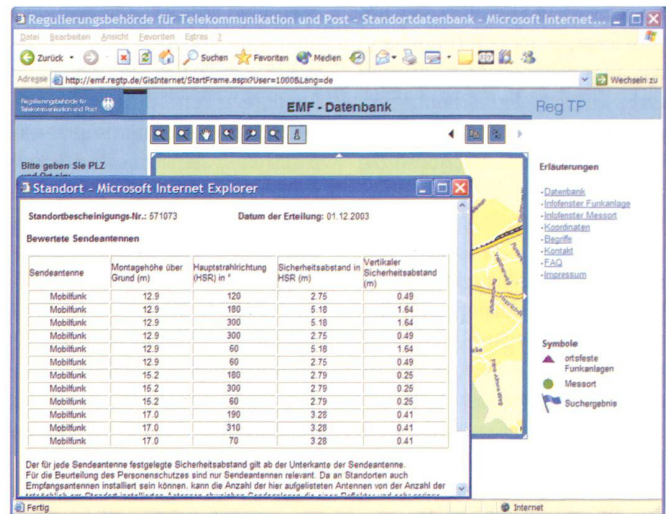 Regulierungsbehörde für Telekommunikation und Post - Standortdatenbank - Microsoft Internet...
Datei Bearbeiten Ansicht Favoriten Extras ?
Zurück Suchen Favoriten Medien
Adresse http://emf.regtp.de/GisInternet/StartFrame.aspx?User=1000&Lang=de Wechseln zu
Regulierungsbehörde für
Telekommunikation und Post
EMF - Datenbank
Reg TP
Bitte geben Sie PLZ
und Ort ein:
Standort - Microsoft Internet Explorer
Standortbescheinigungs-Nr.: 571073 Datum der Erteilung: 01.12.2003
Bewertete Sendeantennen
Sendeantenne Montagehöhe über Grund (m) Hauptstrahlrichtung (HSR) in ° Sicherheitsabstand in HSR (m) Vertikaler Sicherheitsabstand (m)
Mobilfunk 12.9 120 2.75 0.49
Mobilfunk 12.9 180 5.18 1.64
Mobilfunk 12.9 300 5.18 1.64
Mobilfunk 12.9 300 2.75 0.49
Mobilfunk 12.9 60 5.18 1.64
Mobilfunk 12.9 60 2.75 0.49
Mobilfunk 15.2 180 2.79 0.25
Mobilfunk 15.2 300 2.79 0.25
Mobilfunk 15.2 60 2.79 0.25
Mobilfunk 17.0 190 3.28 0.41
Mobilfunk 17.0 310 3.28 0.41
Mobilfunk 17.0 70 3.28 0.41
Der für jede Sendeantenne festgelegte Sicherheitsabstand gilt ab der Unterkante der Sendeantenne.
Für die Beurteilung des Personenschutzes sind nur Sendeantennen relevant. Da an Standorten auch
Empfangsantennen installiert sein können, kann die Anzahl der hier aufgelisteten Antennen von der Anzahl der
Erläuterungen
-Datenbank
-Infofenster Funkanlage
-Infofenster Messort
-Koordinaten
-Begriffe
-Kontakt
-FAQ
-Impressum
Symbole
ortsfeste
Funkanlagen
Messort
Suchergebnis
Fertig Internet